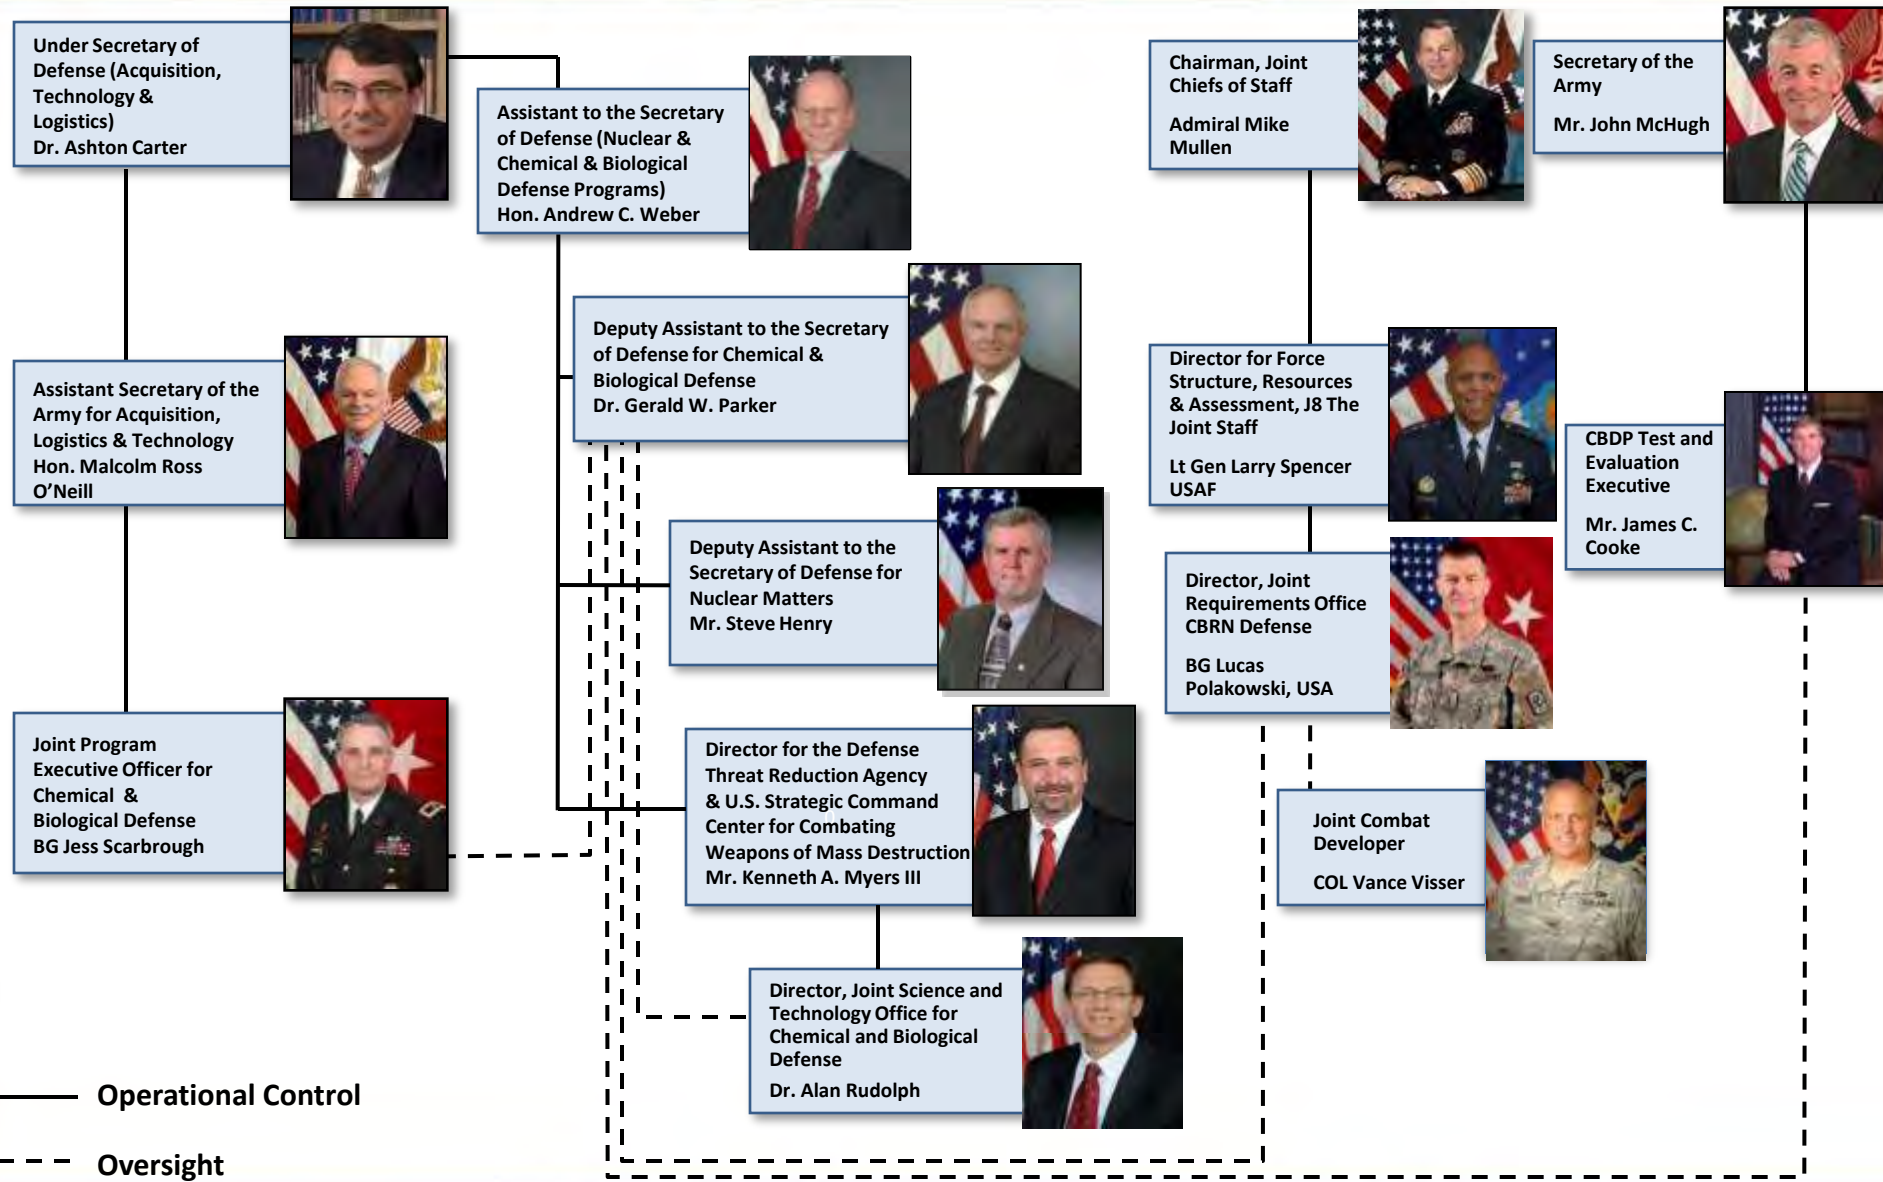 Under Secretary of
Defense (Acquisition,
Technology &
Logistics)
Dr. Ashton Carter
Assistant to the Secretary
of Defense (Nuclear &
Chemical & Biological
Defense Programs)
Hon. Andrew C. Weber
Chairman, Joint
Chiefs of Staff
Admiral Mike
Mullen
Secretary of the
Army
Mr. John McHugh
Deputy Assistant to the Secretary
of Defense for Chemical &
Biological Defense
Dr. Gerald W. Parker
Assistant Secretary of the
Army for Acquisition,
Logistics & Technology
Hon. Malcolm Ross
O’Neill
Director for Force
Structure, Resources
& Assessment, J8 The
Joint Staff
Lt Gen Larry Spencer
USAF
CBDP Test and
Evaluation
Executive
Mr. James C.
Cooke
Deputy Assistant to the
Secretary of Defense for
Nuclear Matters
Mr. Steve Henry
Director, Joint
Requirements Office
CBRN Defense
BG Lucas
Polakowski, USA
Joint Program
Executive Officer for
Chemical &
Biological Defense
BG Jess Scarbrough
Director for the Defense
Threat Reduction Agency
& U.S. Strategic Command
Center for Combating
Weapons of Mass Destruction
Mr. Kenneth A. Myers III
Joint Combat
Developer
COL Vance Visser
Director, Joint Science and
Technology Office for
Chemical and Biological
Defense
Dr. Alan Rudolph
Operational Control
Oversight